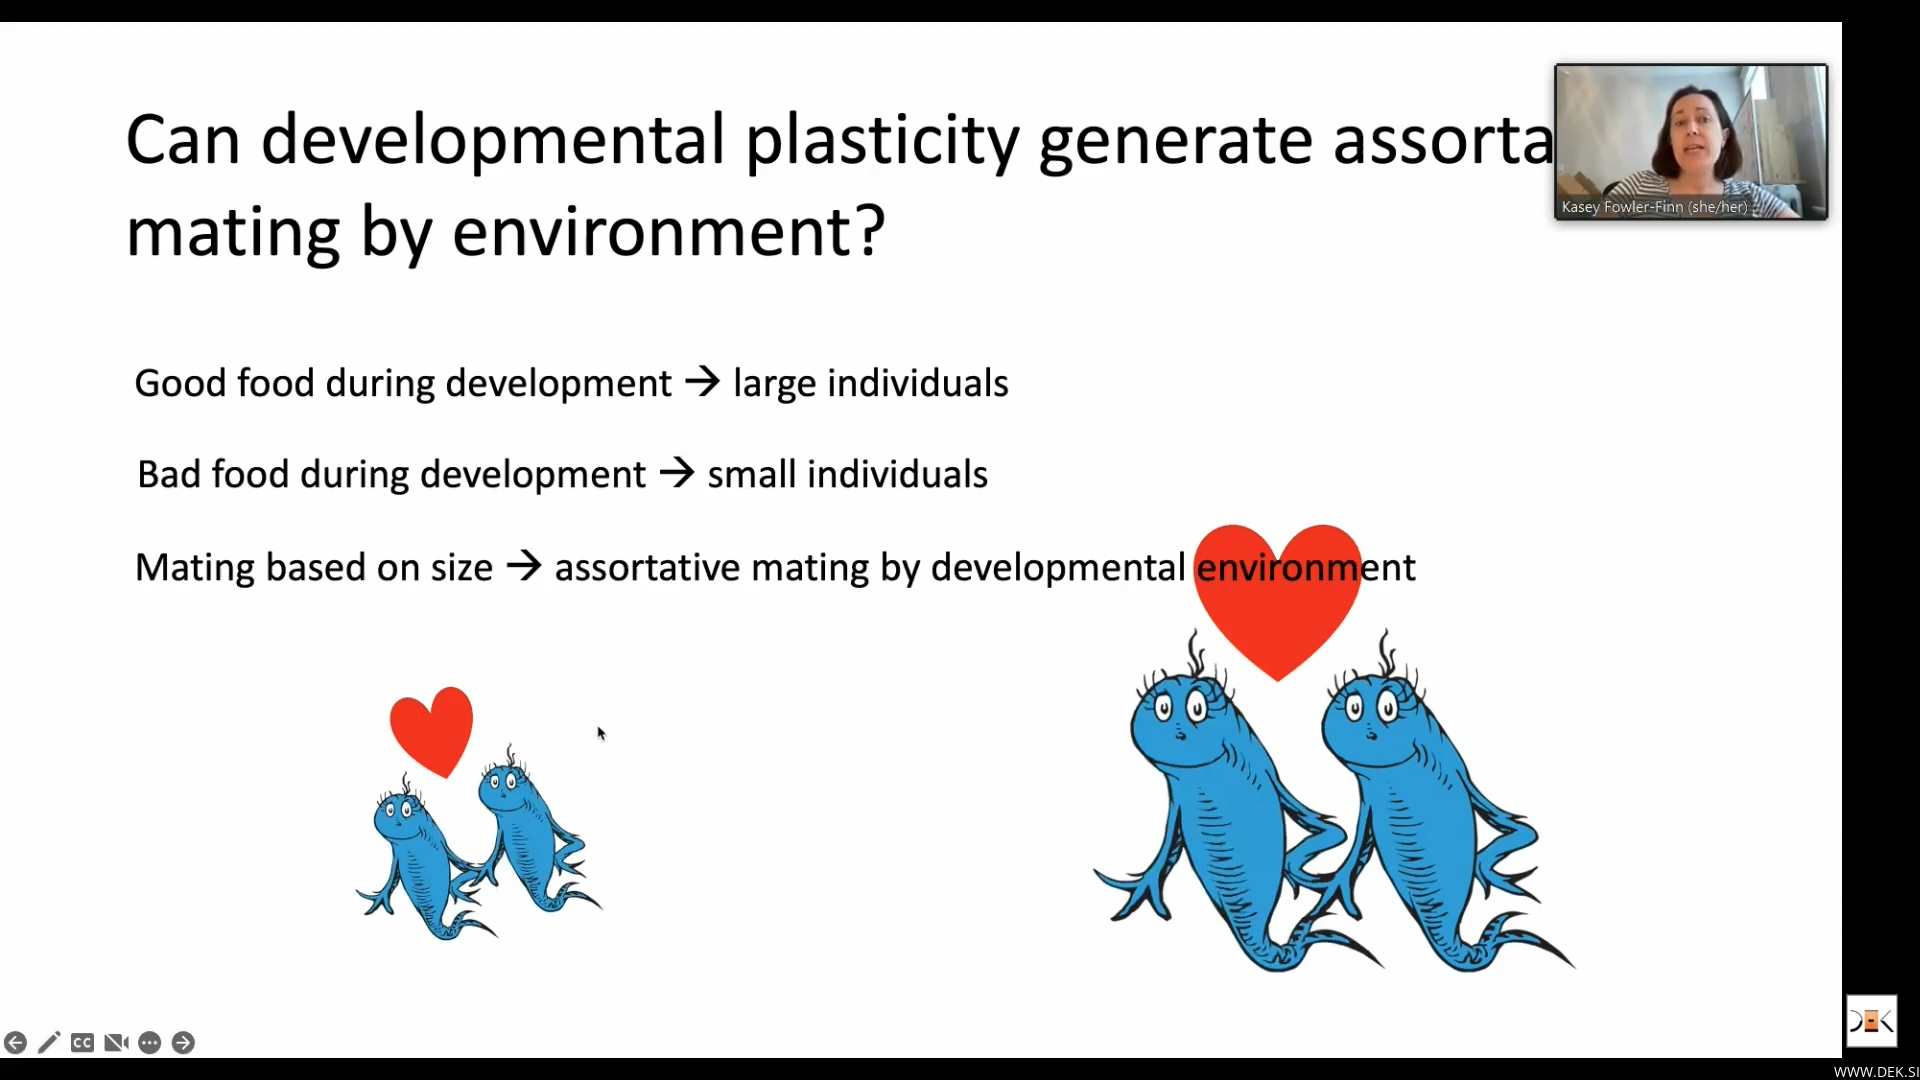 Can developmental plasticity generate assorta
mating by environment?
Kasey Fowler-Finn (she/her)
Good food during development → large individuals
Bad food during development → small individuals
Mating based on size → assortative mating by developmental environment
CC
WWW.DEK.SI